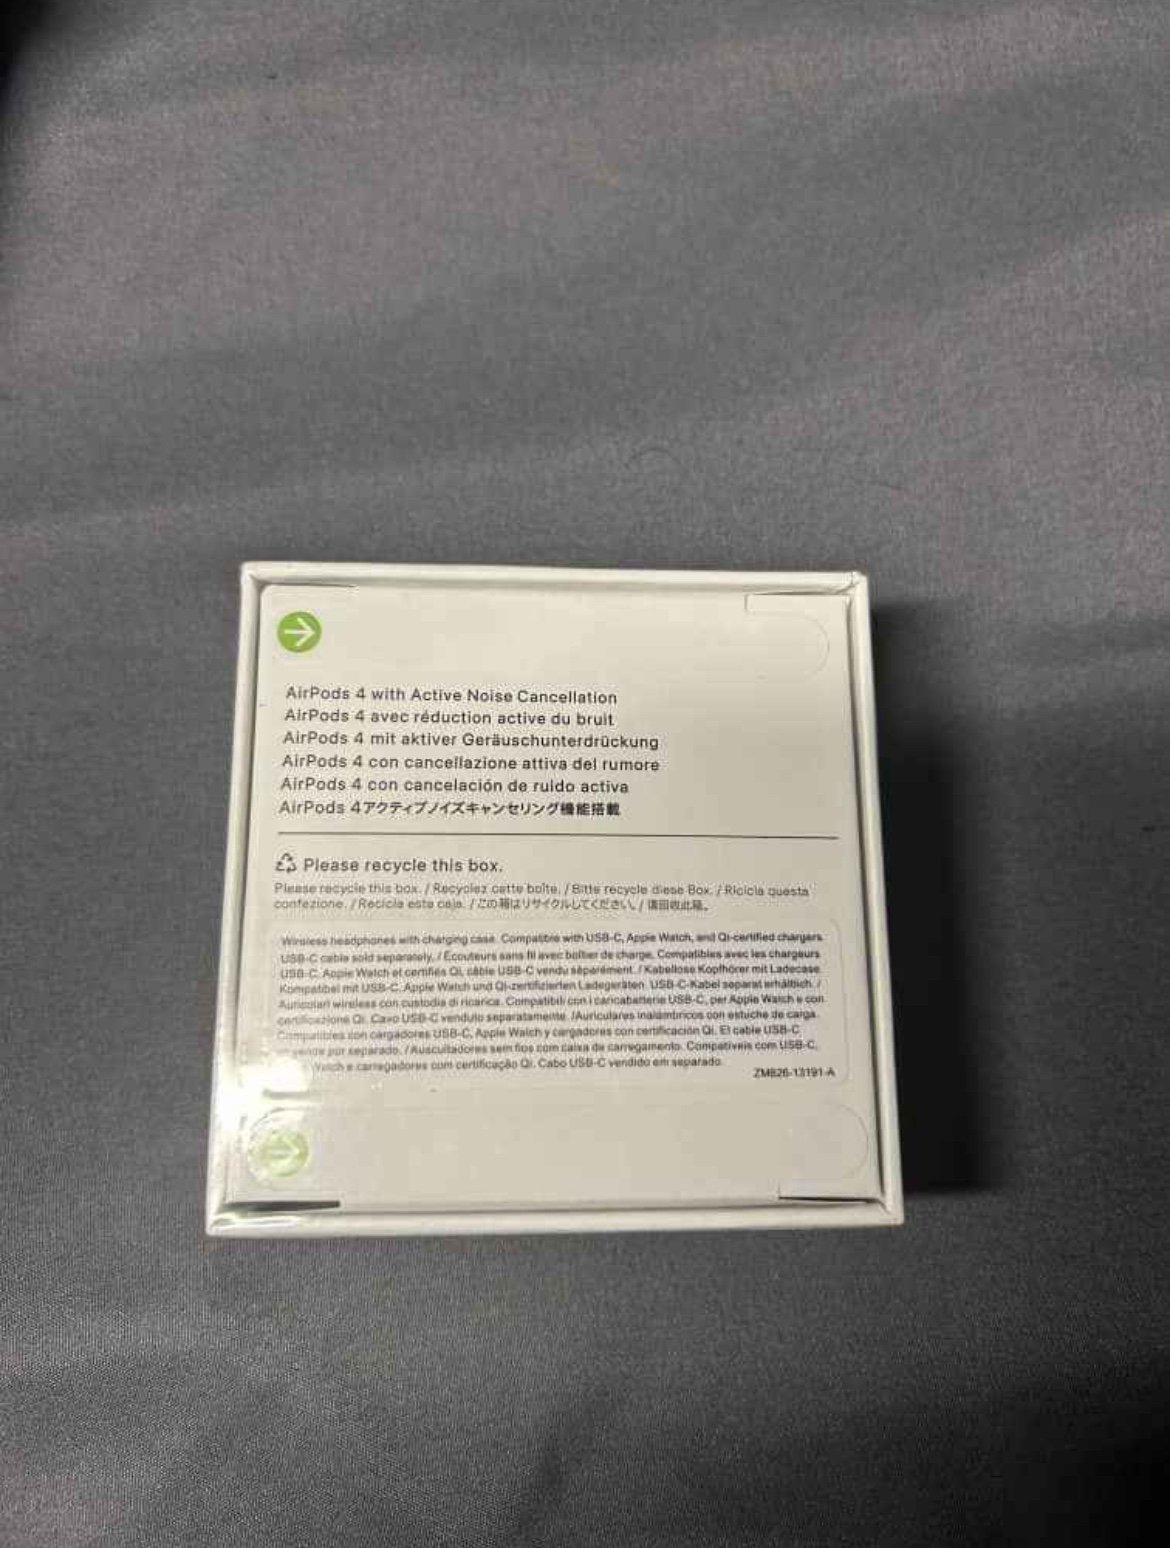 AirPods 4 with Active Noise Cancellation
AirPods 4 avec réduction active du bruit
AirPods 4 mit aktiver Geräuschunterdrückung
AirPods 4 con cancellazione attiva del rumore
AirPods 4 con cancelación de ruido activa
AirPods 4アクティブノイズキャンセリング機能搭載
Please recycle this box.
Please recycle this box. / Recyclez cette boîte. / Bitte recycle diese Box. / Ricicla questa
confezione. / Recicla esta caja. / この箱はリサイクルしてください。/ 请回收此箱。
Wireless headphones with charging case. Compatible with USB-C, Apple Watch, and Qi-certified chargers.
USB-C cable sold separately. / Écouteurs sans fil avec boîtier de charge. Compatibles avec les chargeurs
USB-C, Apple Watch et certifiés Qi, câble USB-C vendu séparément. / Kabellose Kopfhörer mit Ladecase.
Kompatibel mit USB-C, Apple Watch und Qi-zertifizierten Ladegeräten. USB-C-Kabel separat erhältlich. /
Auricolari wireless con custodia di ricarica. Compatibili con i caricabatterie USB-C, per Apple Watch e con
certificazione Qi. Cavo USB-C venduto separatamente. /Auriculares inalámbricos con estuche de carga.
Compatibles con cargadores USB-C, Apple Watch y cargadores con certificación Qi. El cable USB-C
vende por separado. / Auscultadores sem fios com caixa de carregamento. Compatíveis com USB-C,
Watch e carregadores com certificação Qi. Cabo USB-C vendido em separado.
ZMB26-13191-A